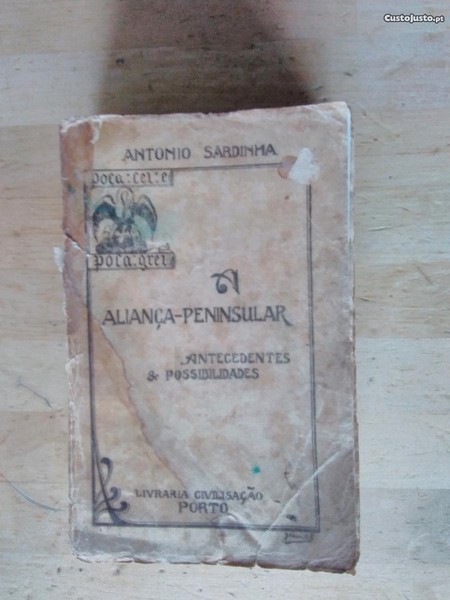 CustoJusto.pt
ANTONIO SARDINHA
pola : lei : e
pola : grei
A
ALIANÇA-PENINSULAR
ANTECEDENTES
& POSSIBILIDADES
LIVRARIA CIVILISAÇÃO
PORTO